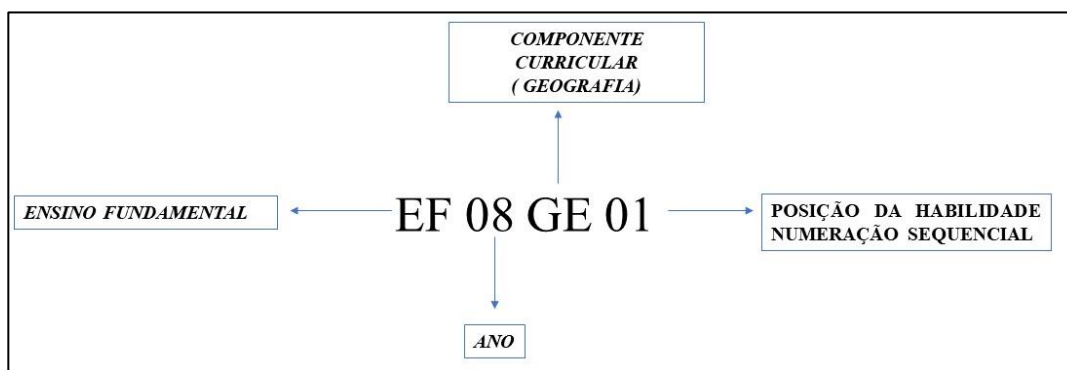 COMPONENTE
CURRICULAR
( GEOGRAFIA)
ENSINO FUNDAMENTAL
EF 08 GE 01
POSIÇÃO DA HABILIDADE
NUMERAÇÃO SEQUENCIAL
ANO